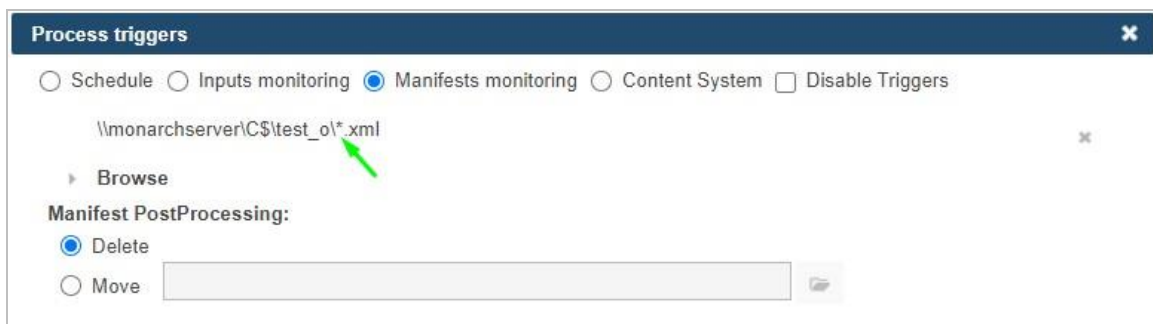 Process triggers
Schedule Inputs monitoring Manifests monitoring Content System Disable Triggers
\\monarchserver\C$\test_o\*.xml
Browse
Manifest PostProcessing:
Delete
Move